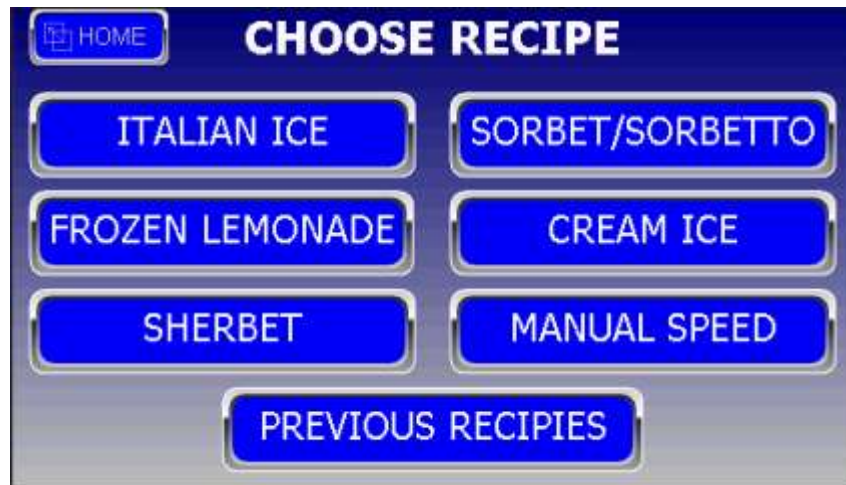 HOME
CHOOSE RECIPE
ITALIAN ICE
SORBET/SORBETTO
FROZEN LEMONADE
CREAM ICE
SHERBET
MANUAL SPEED
PREVIOUS RECIPIES